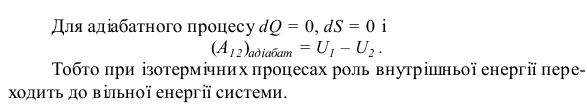 Для адіабатного процесу dQ = 0, dS = 0 і
(A12)адіабат = U1 – U2 .
Тобто при ізотермічних процесах роль внутрішньої енергії пере-
ходить до вільної енергії системи.